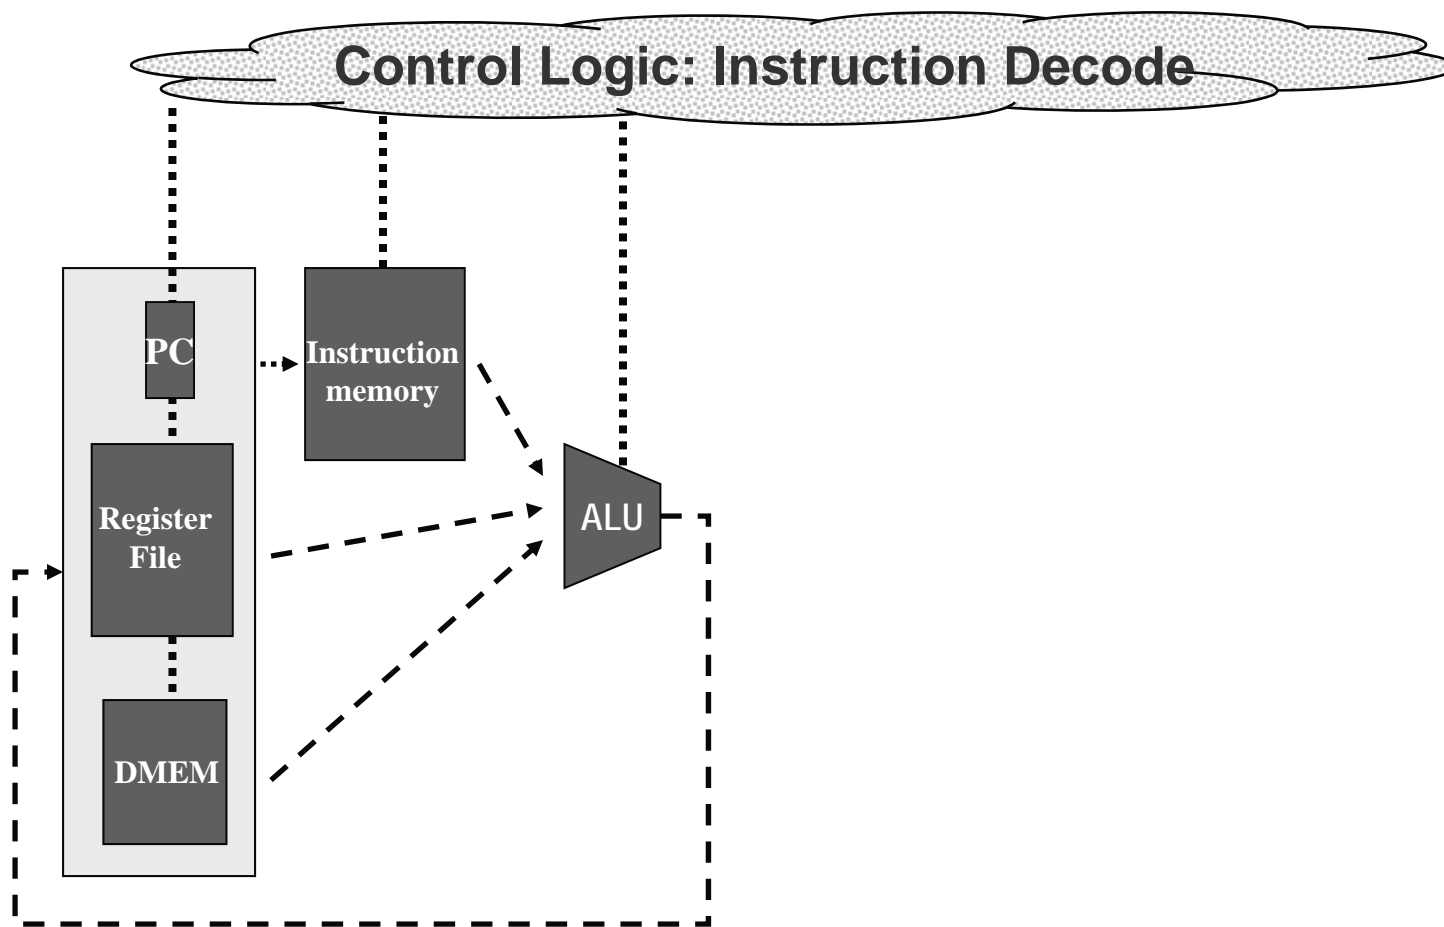 Control Logic: Instruction Decode
PC
Instruction
memory
Register
File
ALU
DMEM